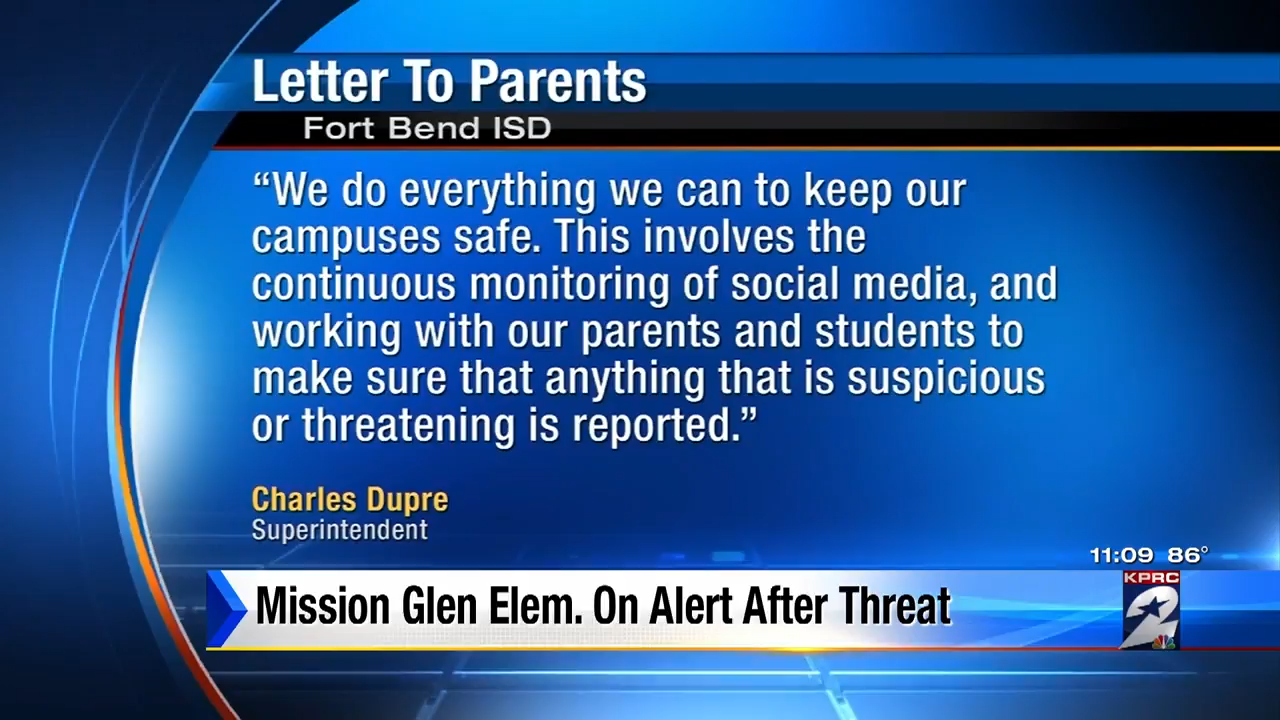 Letter To Parents
Fort Bend ISD
“We do everything we can to keep our
campuses safe. This involves the
continuous monitoring of social media, and
working with our parents and students to
make sure that anything that is suspicious
or threatening is reported.”
Charles Dupre
Superintendent
11:09 86°
Mission Glen Elem. On Alert After Threat
KPRC
2